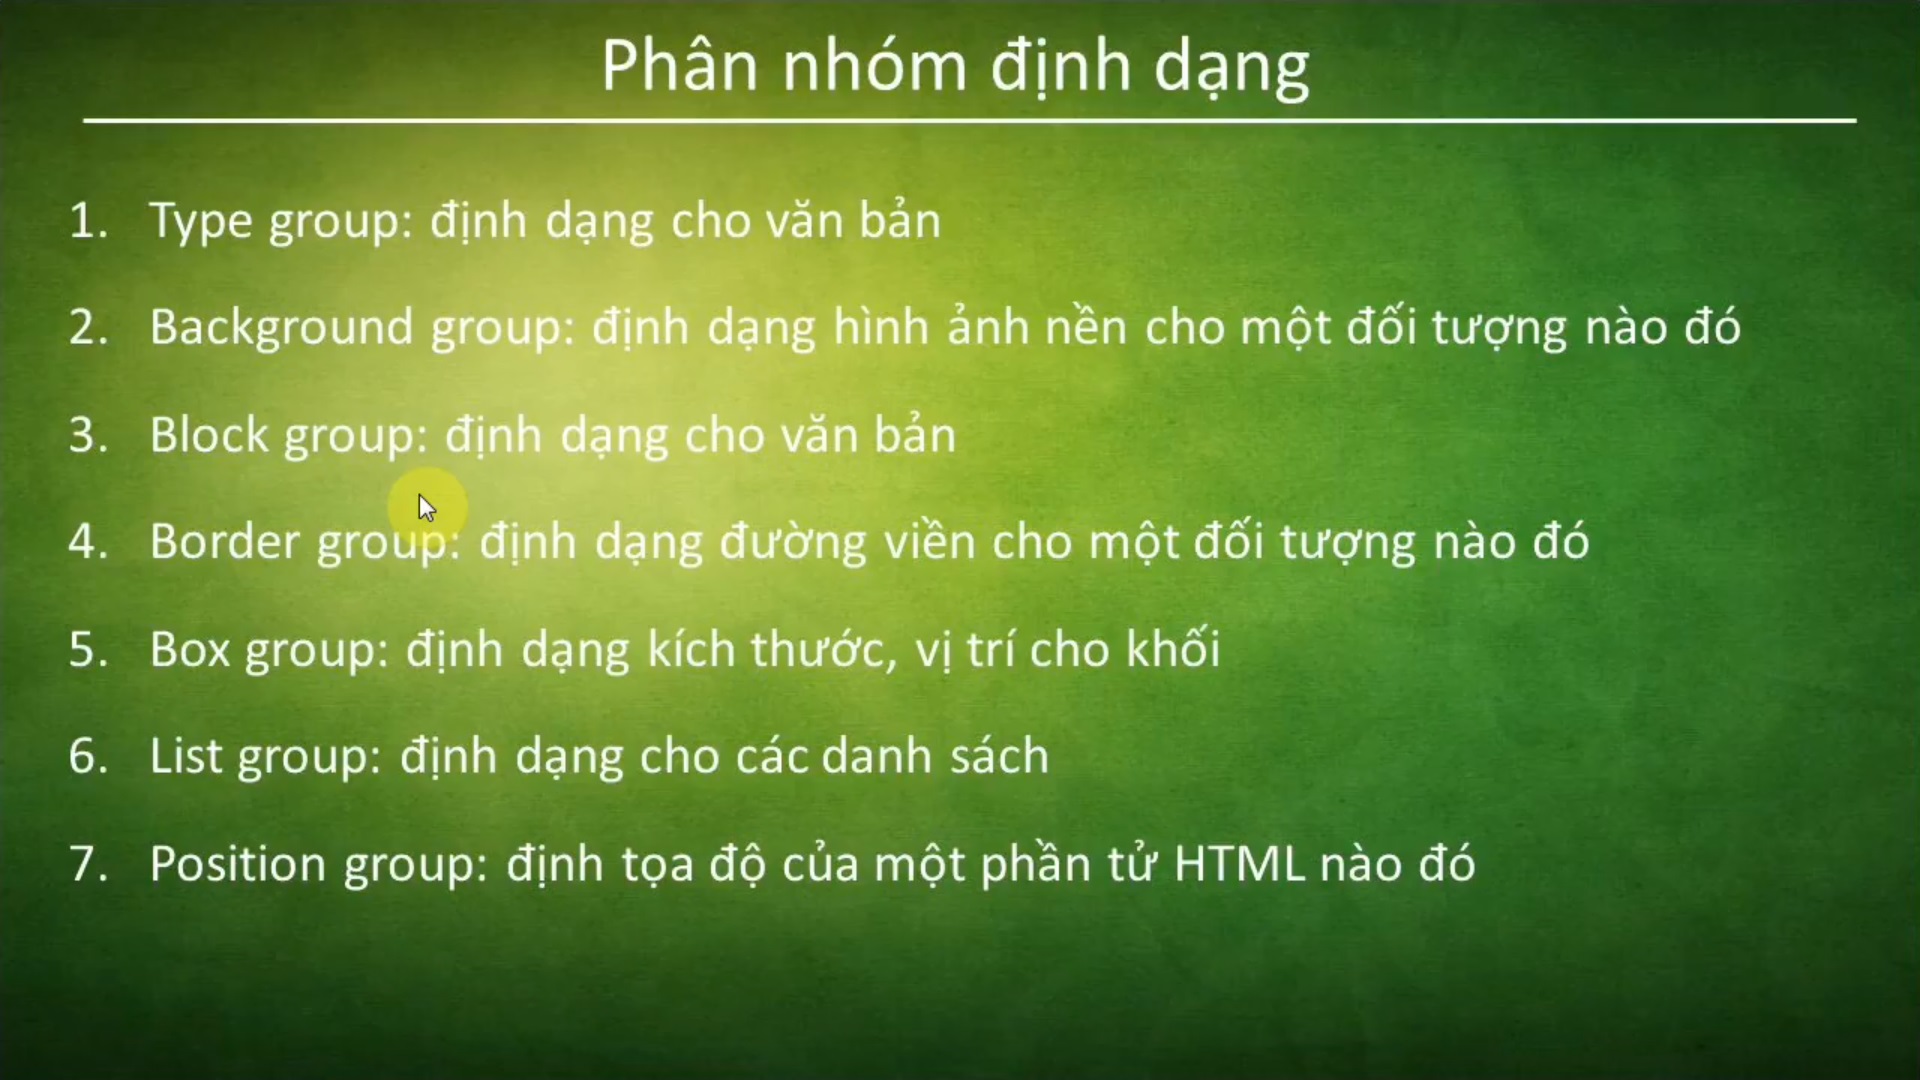 Phân nhóm định dạng
1. Type group: định dạng cho văn bản
2. Background group: định dạng hình ảnh nền cho một đối tượng nào đó
3. Block group: định dạng cho văn bản
4. Border group: định dạng đường viền cho một đối tượng nào đó
5. Box group: định dạng kích thước, vị trí cho khối
6. List group: định dạng cho các danh sách
7. Position group: định tọa độ của một phần tử HTML nào đó